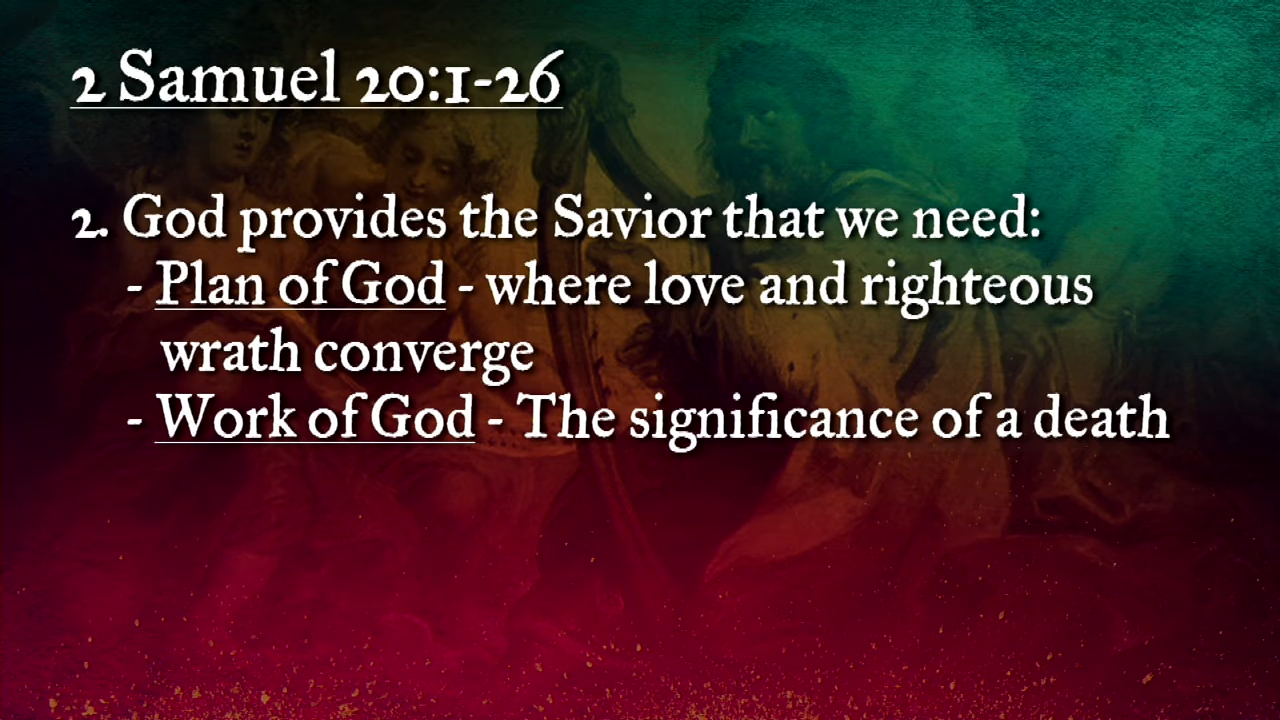 2 Samuel 20:1-26
2. God provides the Savior that we need:
- Plan of God - where love and righteous
wrath converge
- Work of God - The significance of a death